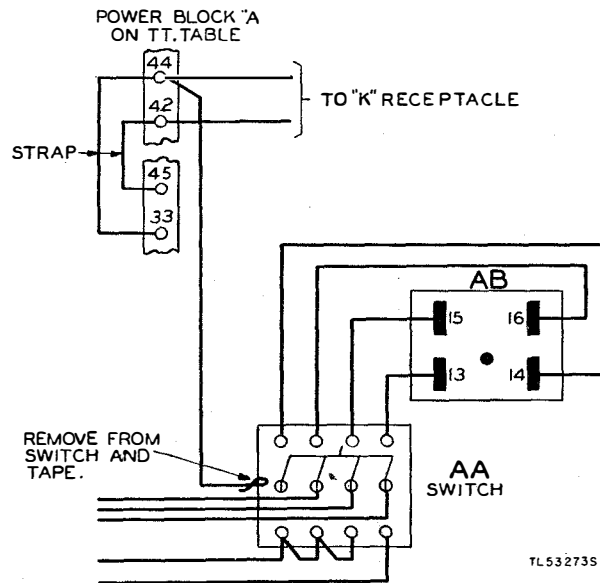 POWER BLOCK "A
ON TT. TABLE
44
42
TO "K" RECEPTACLE
STRAP
45
33
AB
15
16
13
14
REMOVE FROM
SWITCH AND
TAPE.
AA
SWITCH
TL53273S